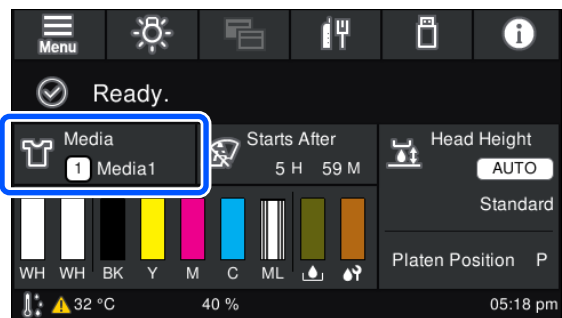 Menu
Ready.
Media
1 Media1
Starts After
5 H 59 M
Head Height
AUTO
Standard
Platen Position P
WH WH BK Y M C ML
32 °C 40 % 05:18 pm